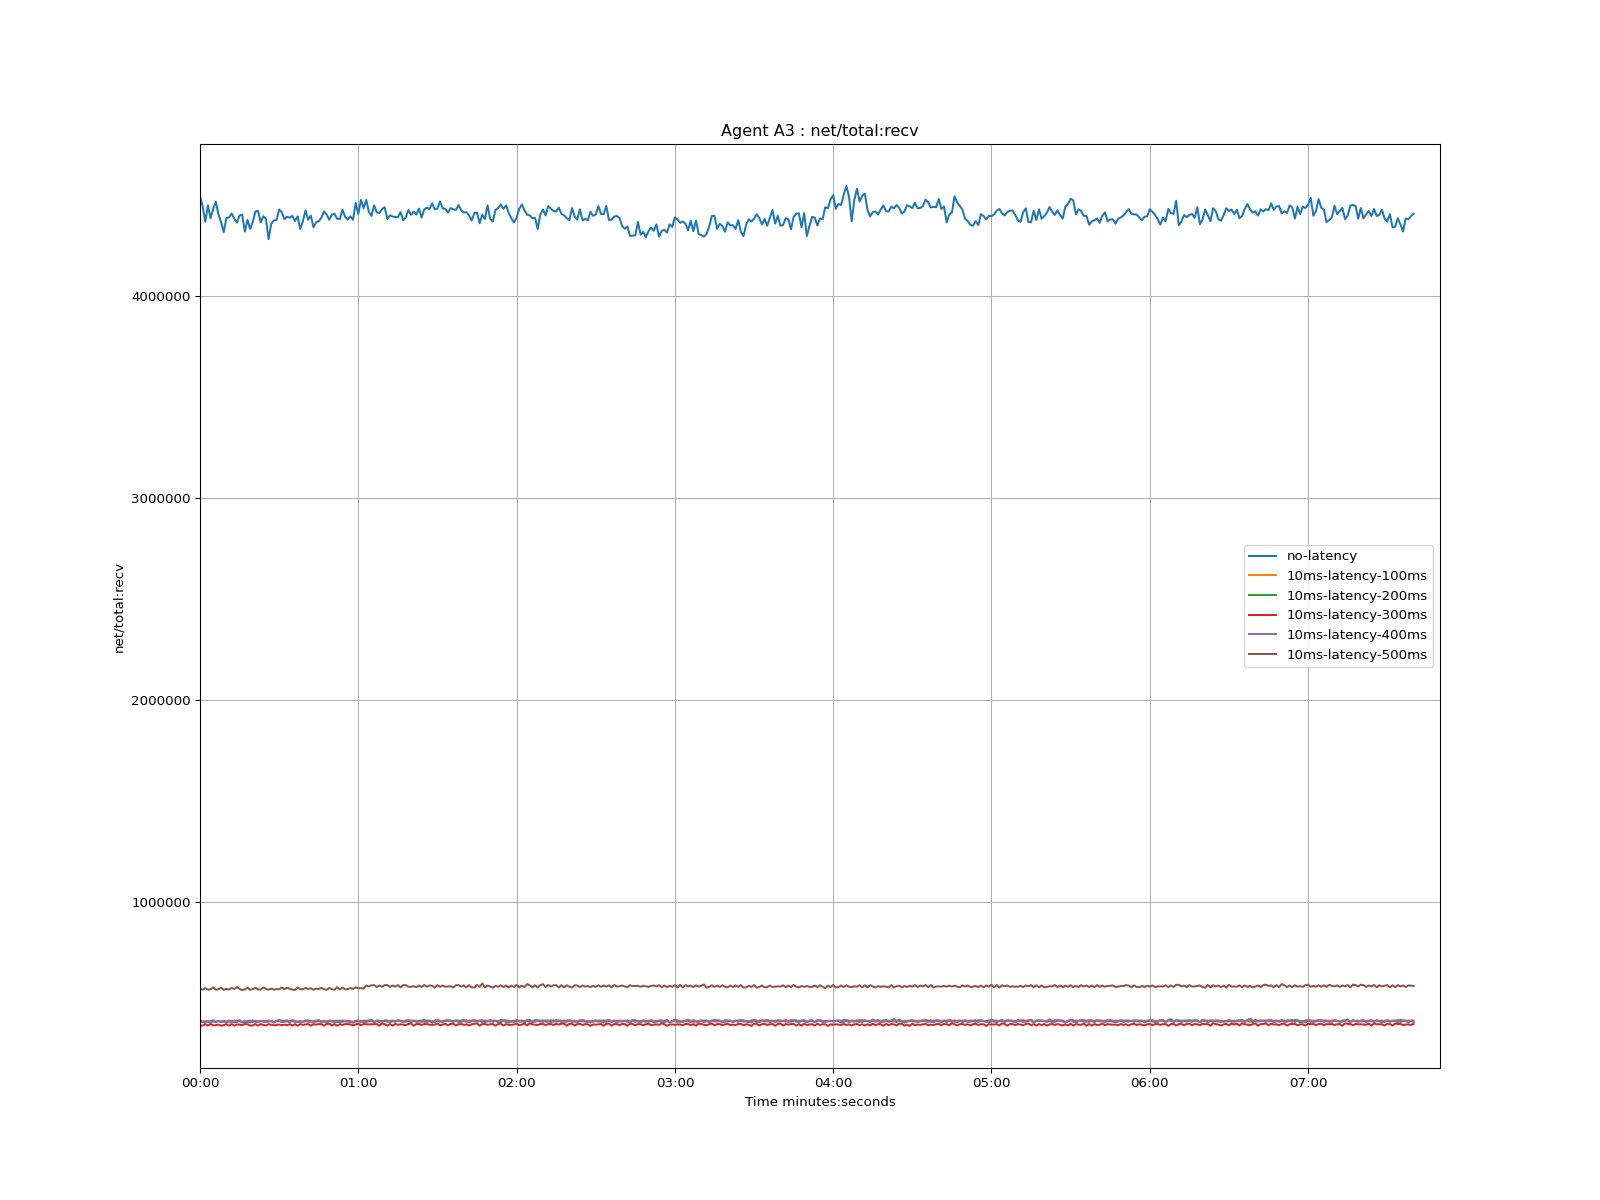 Agent A3 : net/total:recv
4000000
3000000
2000000
1000000
net/total:recv
no-latency
10ms-latency-100ms
10ms-latency-200ms
10ms-latency-300ms
10ms-latency-400ms
10ms-latency-500ms
00:00 01:00 02:00 03:00 04:00 05:00 06:00 07:00
Time minutes:seconds